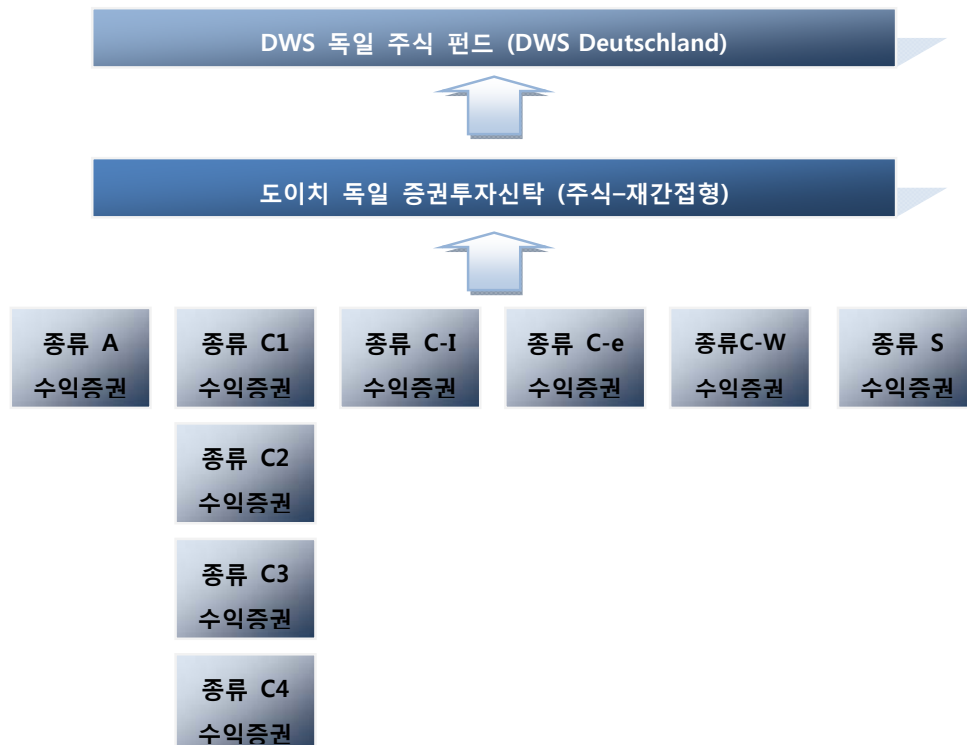 DWS 독일 주식 펀드 (DWS Deutschland)
도이치 독일 증권투자신탁 (주식–재간접형)
종류 A
수익증권
종류 C1
수익증권
종류 C-I
수익증권
종류 C-e
수익증권
종류C-W
수익증권
종류 S
수익증권
종류 C2
수익증권
종류 C3
수익증권
종류 C4
수익증권